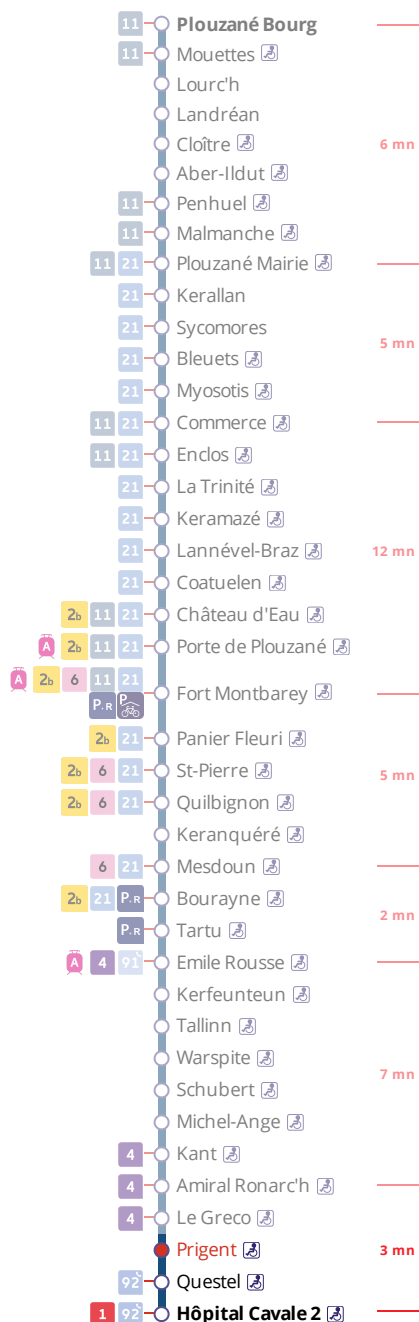 11 Plouzané Bourg
11 Mouettes
Lourc'h
Landréan
Cloître 6 mn
Aber-Ildut
11 Penhuel
11 Malmanche
11 21 Plouzané Mairie
21 Kerallan
21 Sycomores
5 mn
21 Bleuets
21 Myosotis
11 21 Commerce
11 21 Enclos
21 La Trinité
21 Keramazé
21 Lannével-Braz 12 mn
21 Coatuelen
2b 11 21 Château d'Eau
A 2b 11 21 Porte de Plouzané
A 2b 6 11 21
P+R P Fort Montbarey
2b 21 Panier Fleuri
2b 6 21 St-Pierre 5 mn
2b 6 21 Quilbignon
Keranquéré
6 21 Mesdoun
2b 21 P+R Bourayne
2 mn
P+R Tartu
A 4 91 Emile Rousse
Kerfeunteun
Tallinn
Warspite
7 mn
Schubert
Michel-Ange
4 Kant
4 Amiral Ronarc'h
4 Le Greco
Prigent 3 mn
92 Questel
1 92 Hôpital Cavale 2